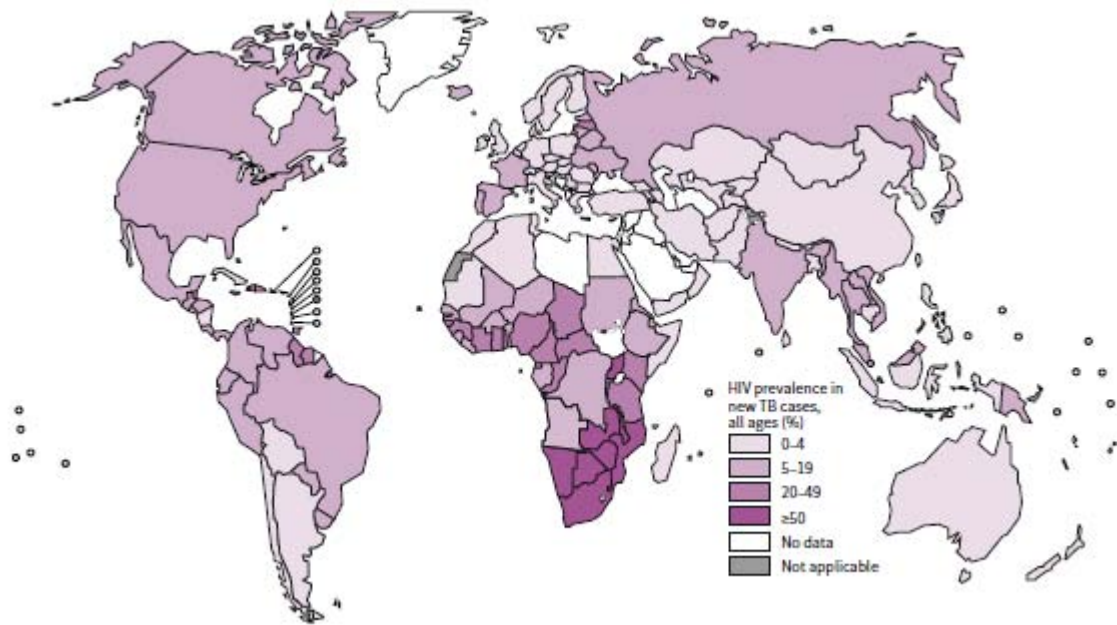 HIV prevalence in
new TB cases,
all ages (%)
0–4
5–19
20–49
≥50
No data
Not applicable